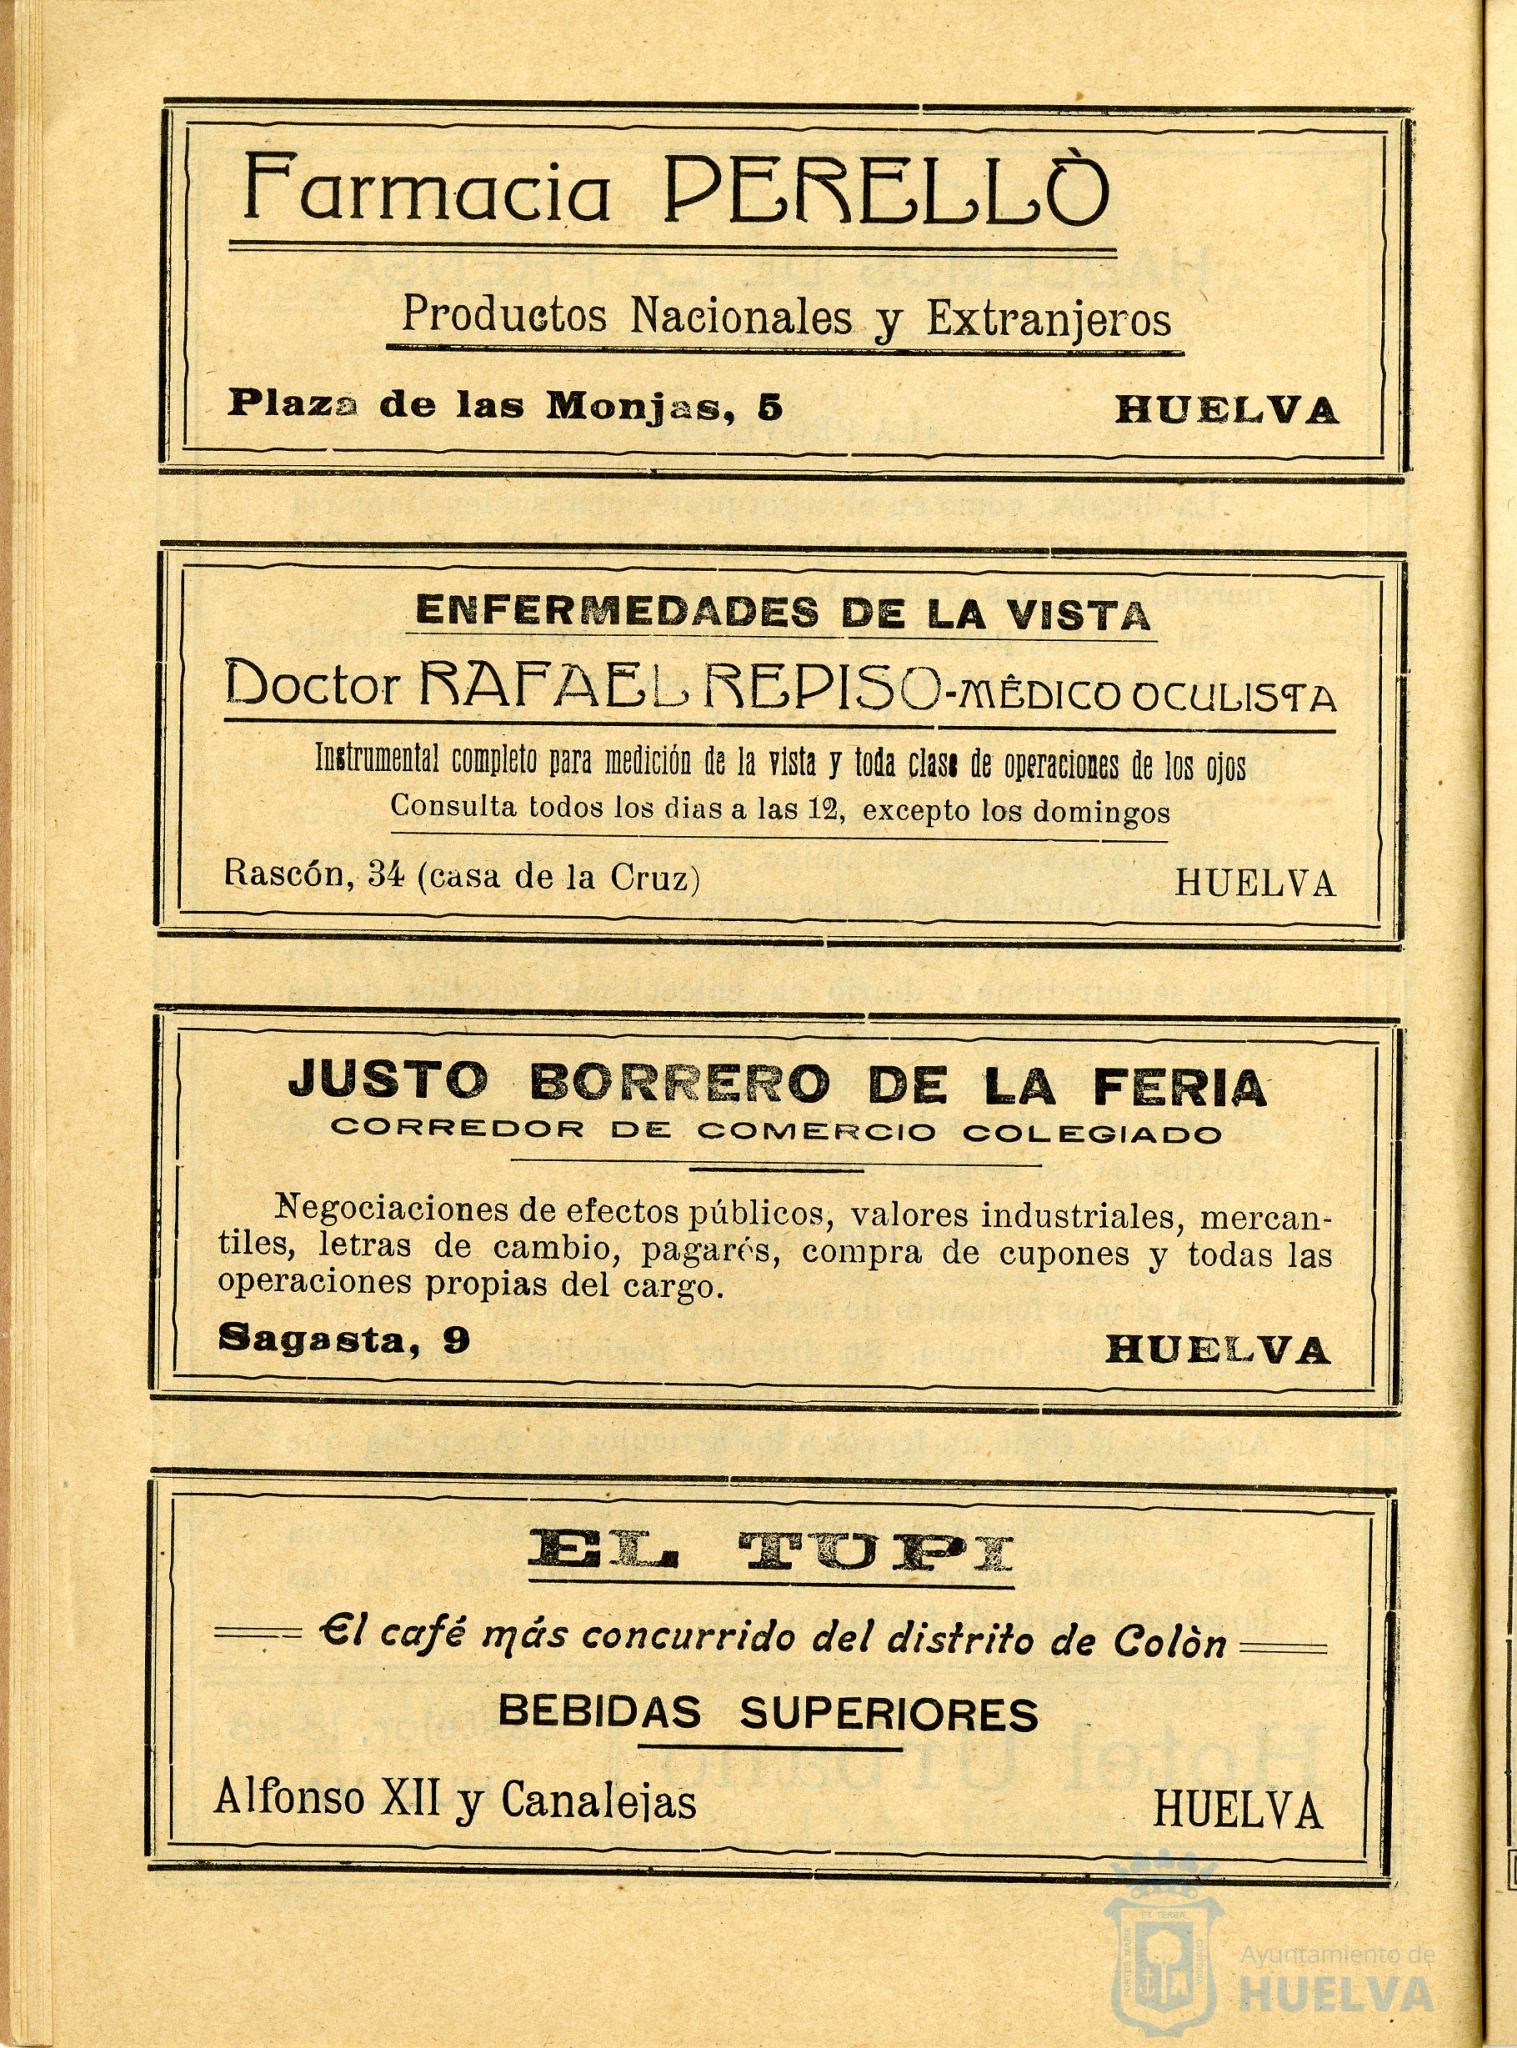 Farmacia PERELLÒ
Productos Nacionales y Extranjeros
Plaza de las Monjas, 5 HUELVA
ENFERMEDADES DE LA VISTA
Doctor RAFAEL REPISO-MÊDICO OCULISTA
Instrumental completo para medición de la vista y toda clase de operaciones de los ojos
Consulta todos los dias a las 12, excepto los domingos
Rascón, 34 (casa de la Cruz) HUELVA
JUSTO BORRERO DE LA FERIA
CORREDOR DE COMERCIO COLEGIADO
Negociaciones de efectos públicos, valores industriales, mercan-
tiles, letras de cambio, pagarés, compra de cupones y todas las
operaciones propias del cargo.
Sagasta, 9 HUELVA
EL TUPI
El café más concurrido del distrito de Colòn
BEBIDAS SUPERIORES
Alfonso XII y Canalejas HUELVA
Ayuntamiento de
HUELVA